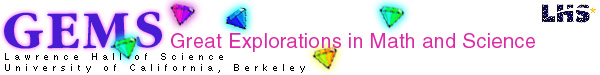 GEMS Great Explorations in Math and Science LHS
Lawrence Hall of Science
University of California, Berkeley